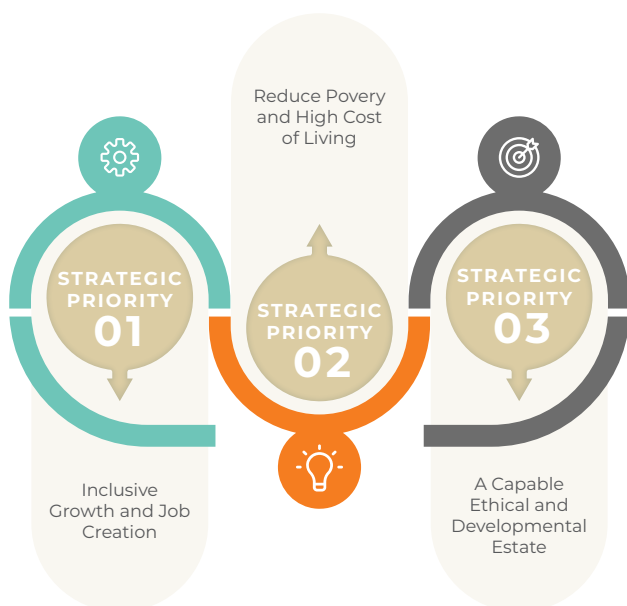 STRATEGIC
PRIORITY
01
Inclusive
Growth and Job
Creation
Reduce Povery
and High Cost
of Living
STRATEGIC
PRIORITY
02
STRATEGIC
PRIORITY
03
A Capable
Ethical and
Developmental
Estate